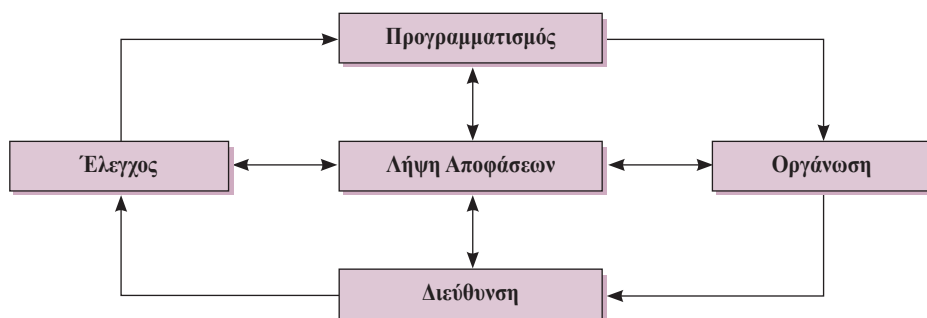 Προγραμματισμός
Έλεγχος
Λήψη Αποφάσεων
Οργάνωση
Διεύθυνση